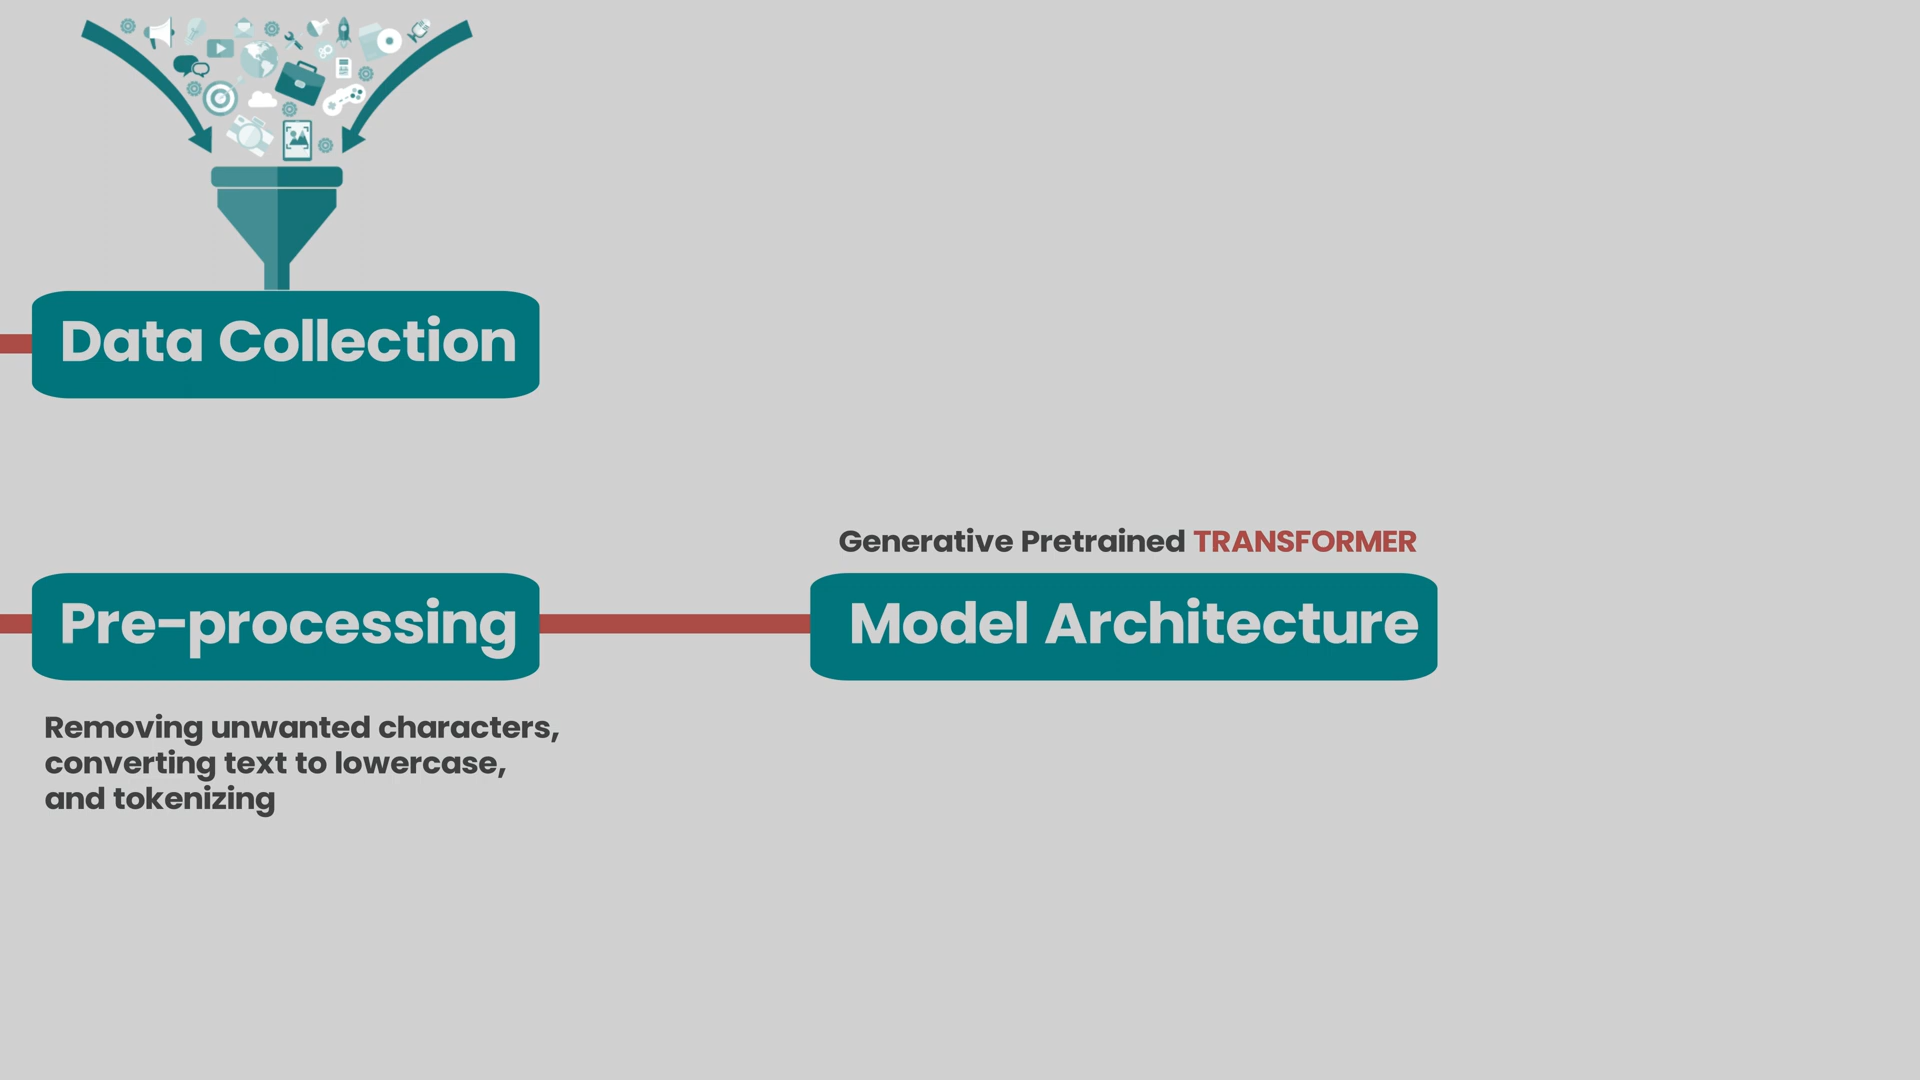 Data Collection
Generative Pretrained TRANSFORMER
Pre-processing
Model Architecture
Removing unwanted characters,
converting text to lowercase,
and tokenizing